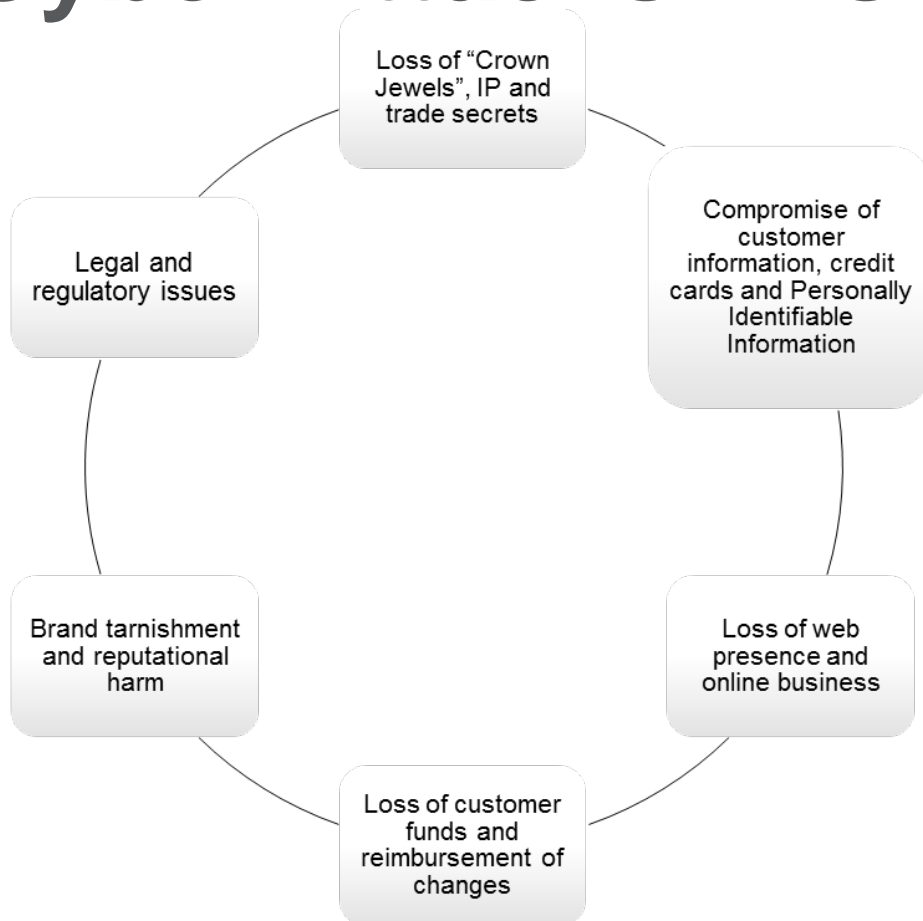 Loss of “Crown
Jewels”, IP and
trade secrets
Compromise of
customer
information, credit
cards and Personally
Identifiable
Information
Loss of web
presence and
online business
Loss of customer
funds and
reimbursement of
changes
Brand tarnishment
and reputational
harm
Legal and
regulatory issues